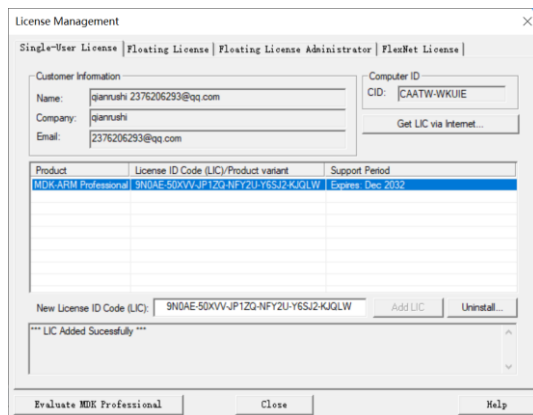 License Management
Single-User License | Floating License | Floating License Administrator | FlexNet License
Customer Information
Name: qianrushi 2376206293@qq.com
Company: qianrushi
Email: 2376206293@qq.com
Computer ID
CID: CAATW-WKUIE
Get LIC via Internet...
Product License ID Code (LIC)/Product variant Support Period
MDK-ARM Professional 9N0AE-50XVV-JP1ZQ-NFY2U-Y6SJ2-KJQLW Expires: Dec 2032
New License ID Code (LIC): 9N0AE-50XVV-JP1ZQ-NFY2U-Y6SJ2-KJQLW Add LIC Uninstall...
*** LIC Added Sucessfully ***
Evaluate MDK Professional Close Help